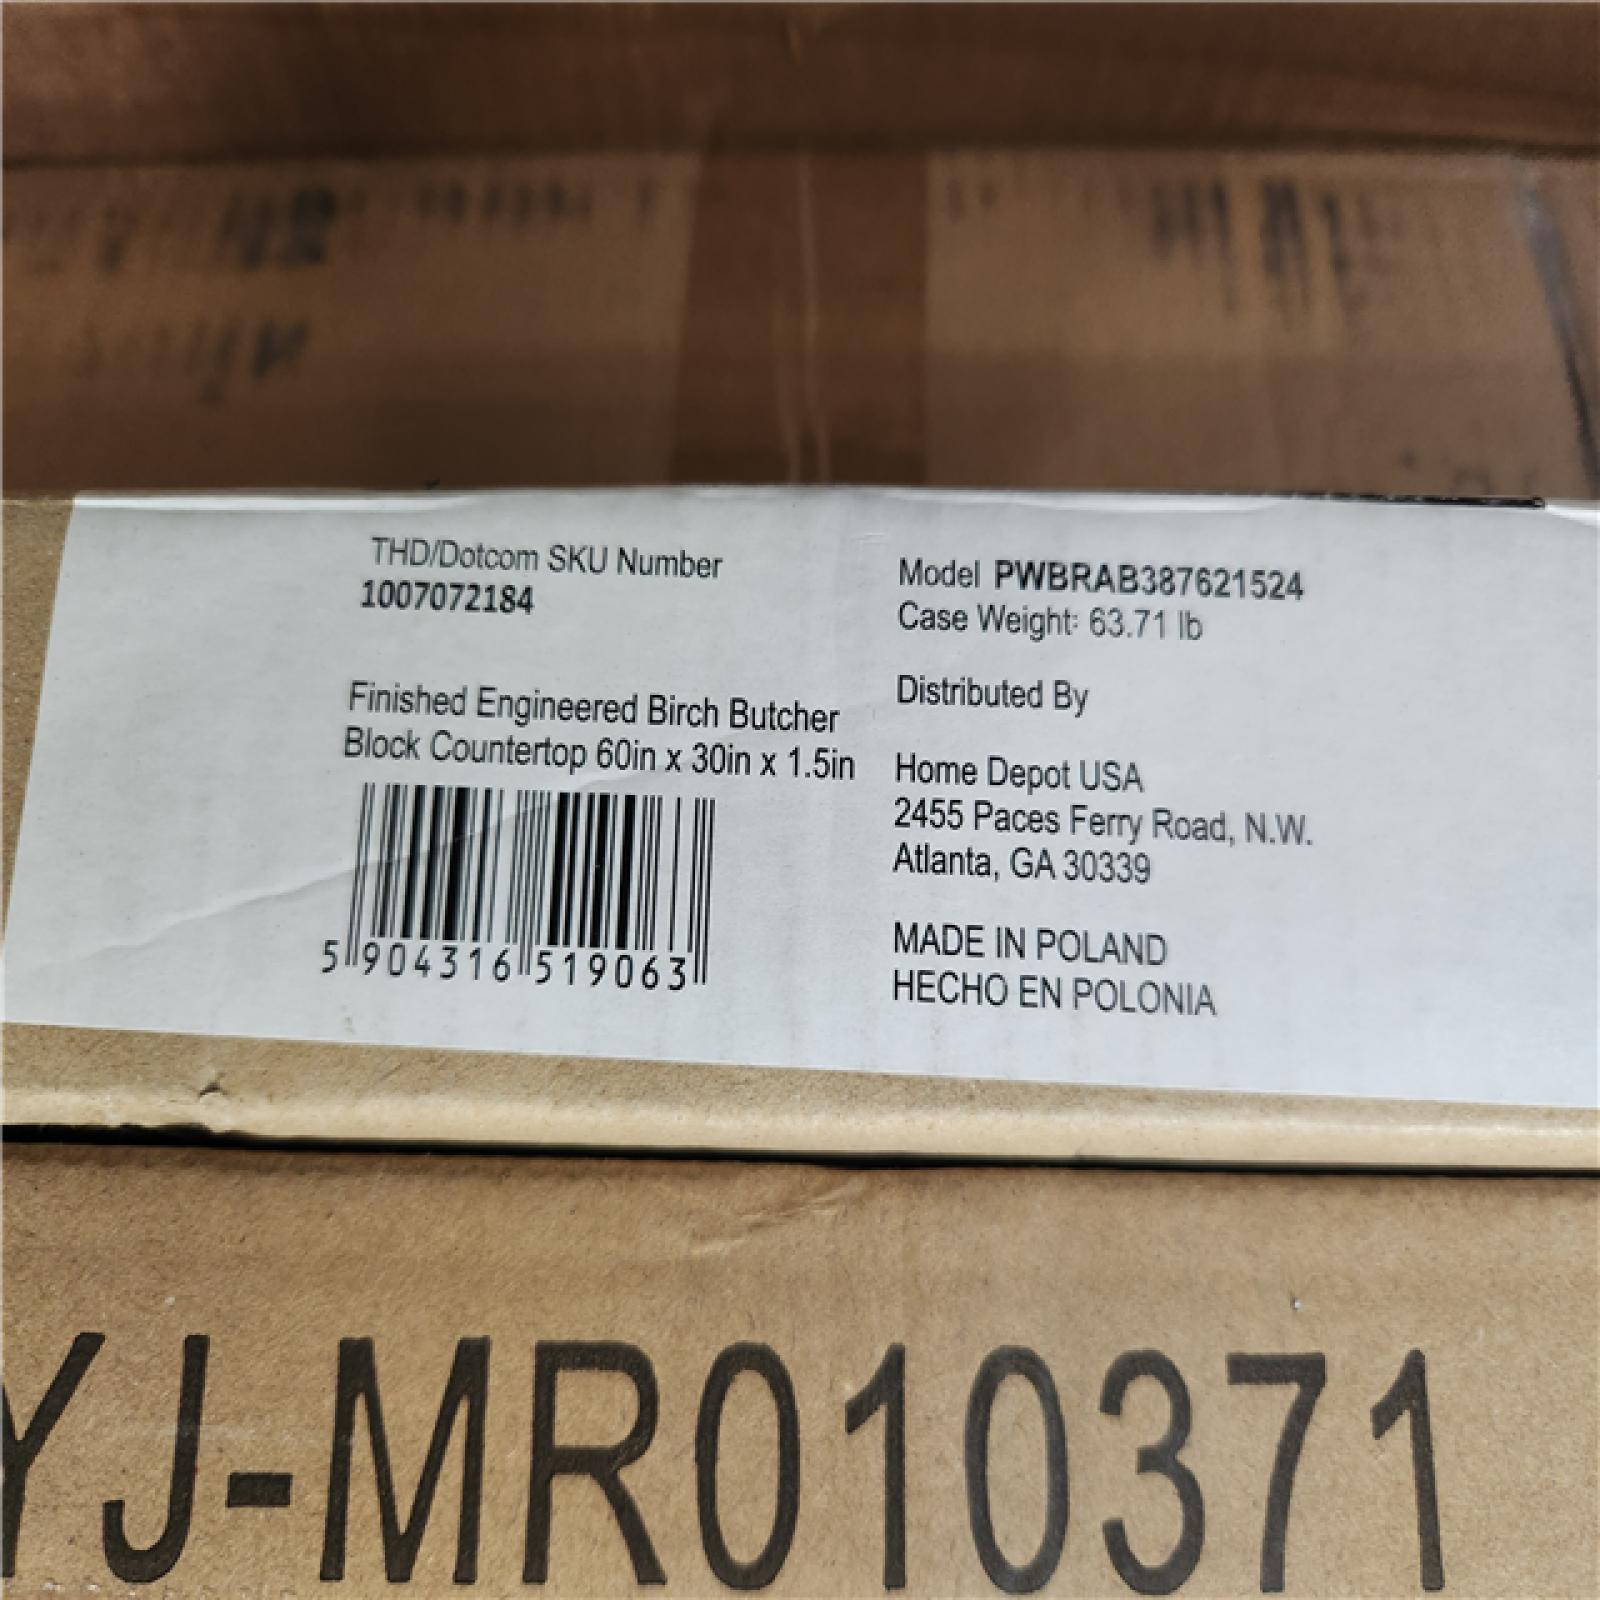 THD/Dotcom SKU Number
1007072184
Finished Engineered Birch Butcher
Block Countertop 60in x 30in x 1.5in
5 904316 519063
Model PWBRAB387621524
Case Weight: 63.71 lb
Distributed By
Home Depot USA
2455 Paces Ferry Road, N.W.
Atlanta, GA 30339
MADE IN POLAND
HECHO EN POLONIA
YJ-MR010371